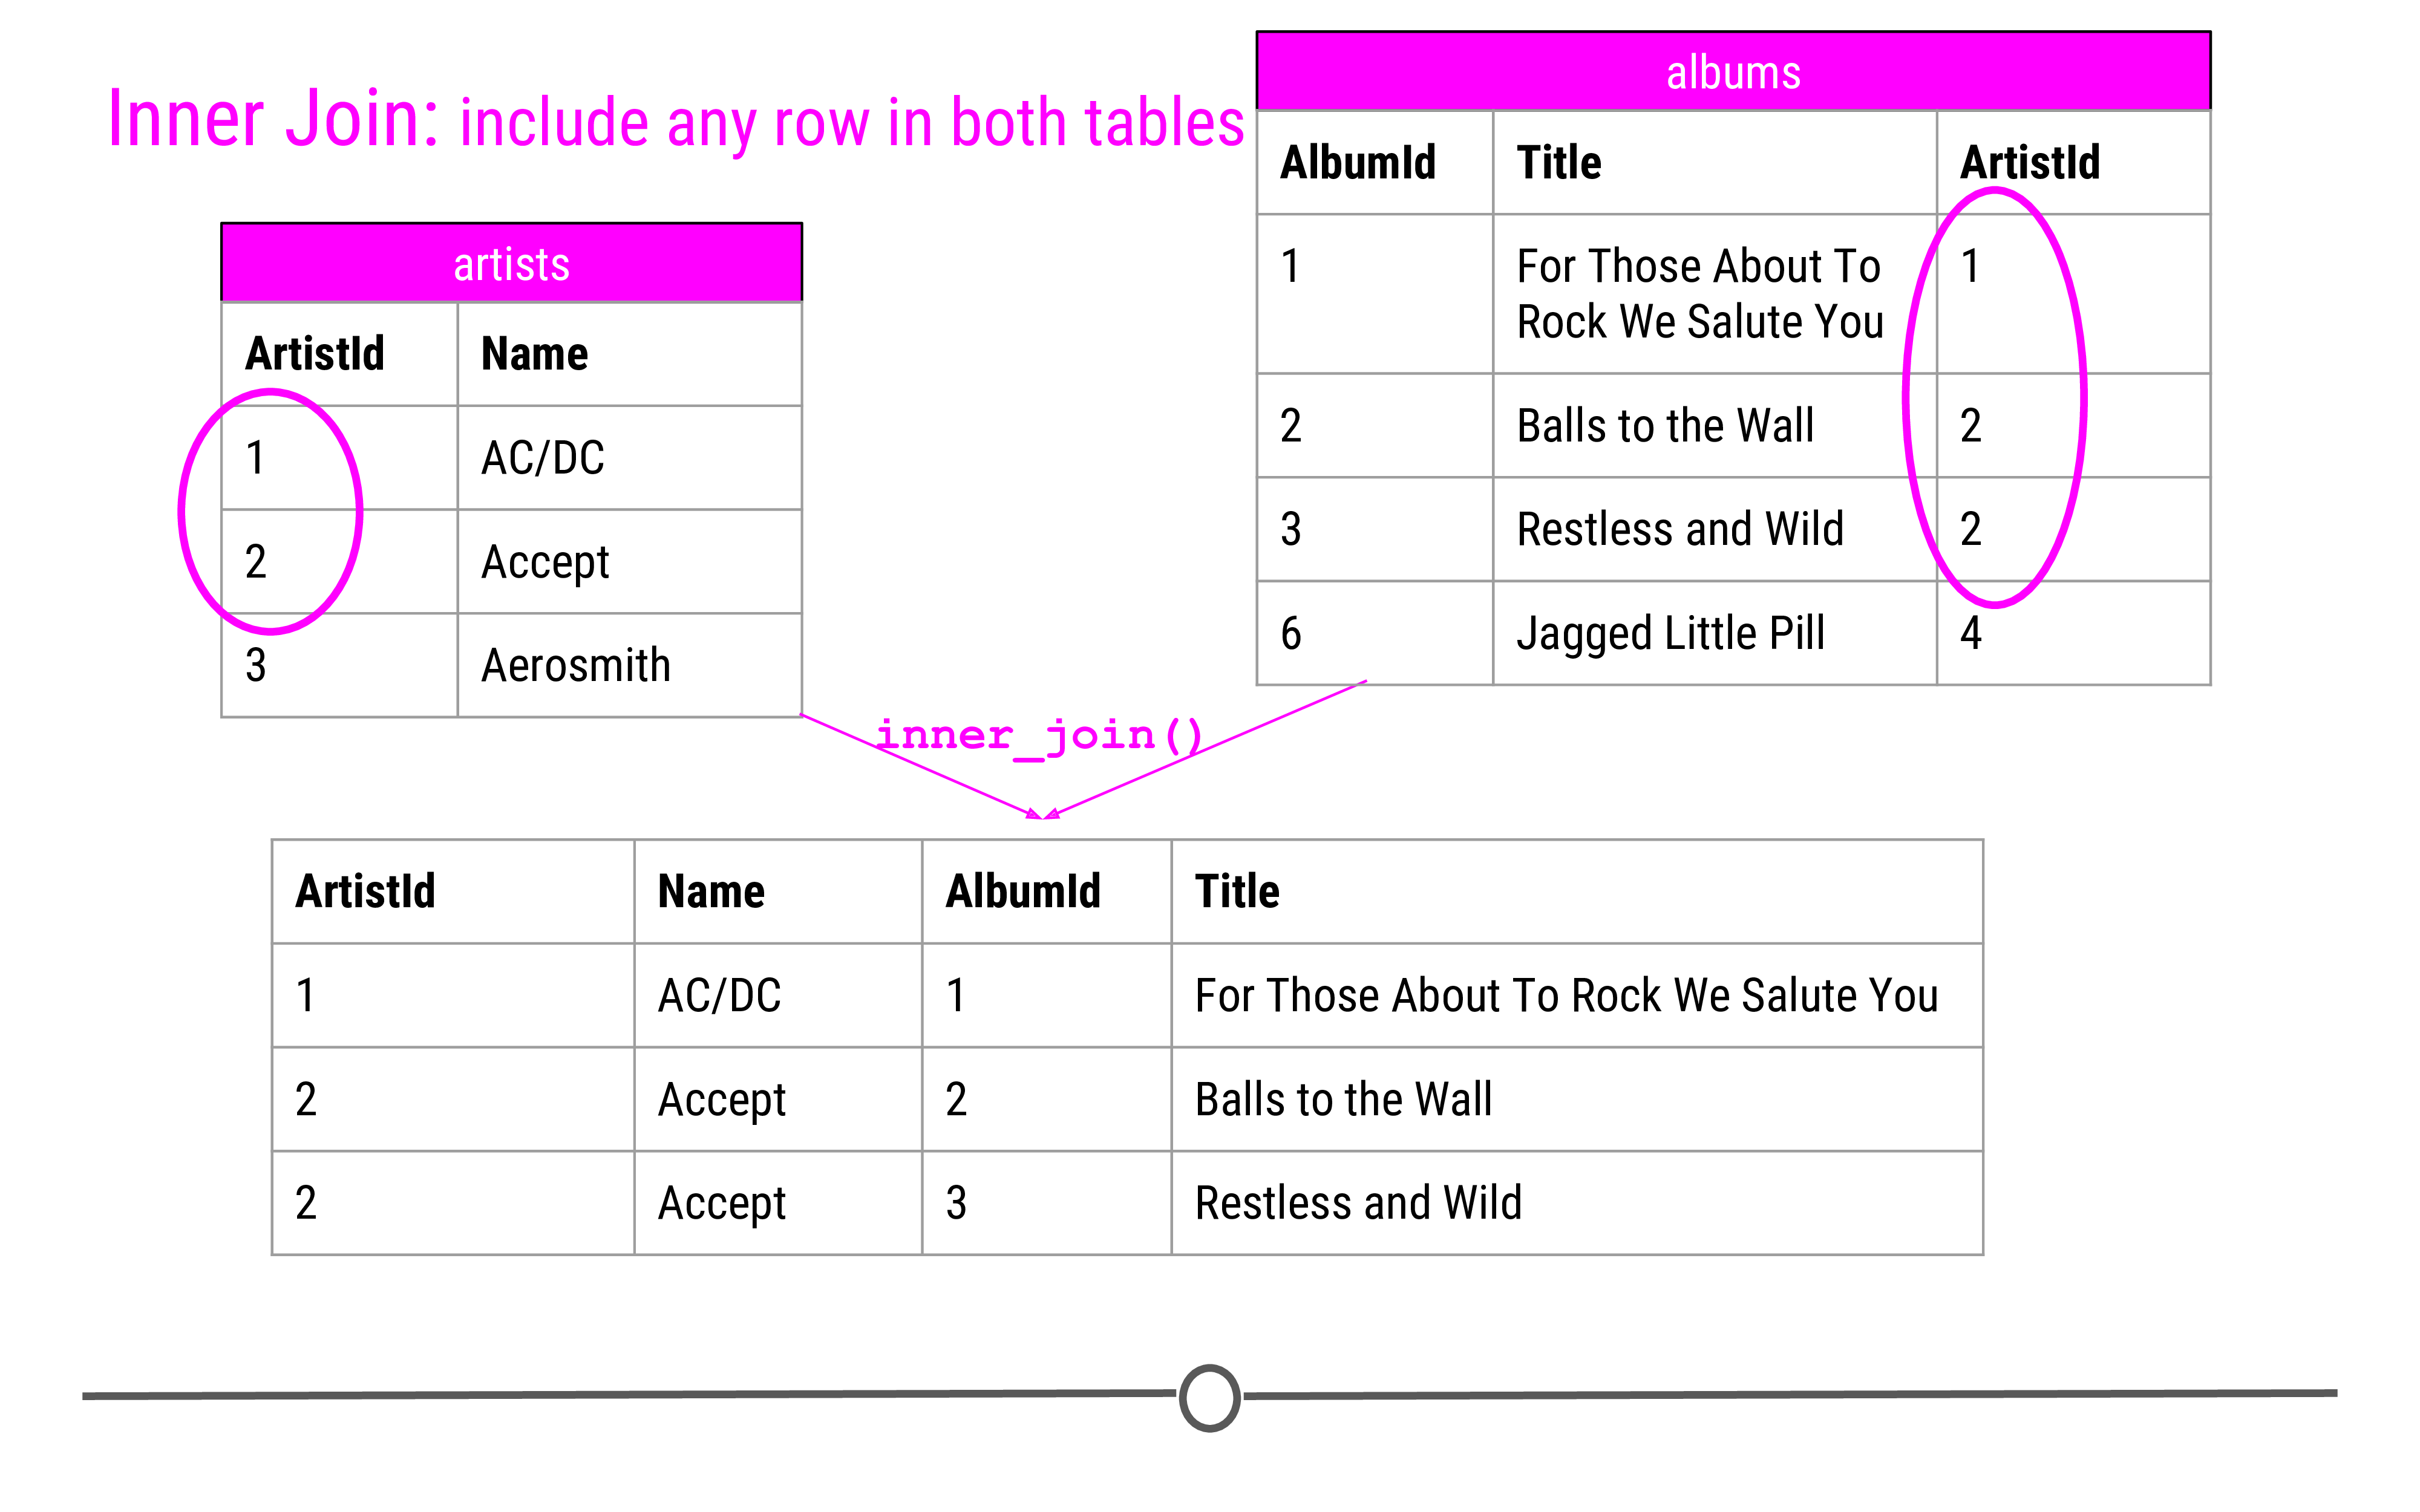 Inner Join: include any row in both tables
artists
ArtistId Name
1 AC/DC
2 Accept
3 Aerosmith
albums
AlbumId Title ArtistId
1 For Those About To 1
Rock We Salute You
2 Balls to the Wall 2
3 Restless and Wild 2
6 Jagged Little Pill 4
inner_join()
ArtistId Name AlbumId Title
1 AC/DC 1 For Those About To Rock We Salute You
2 Accept 2 Balls to the Wall
2 Accept 3 Restless and Wild